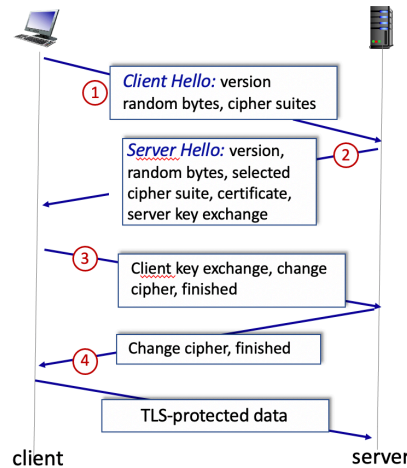 1
Client Hello: version
random bytes, cipher suites
Server Hello: version,
random bytes, selected
cipher suite, certificate,
server key exchange
2
3
Client key exchange, change
cipher, finished
Change cipher, finished
4
TLS-protected data
client
server